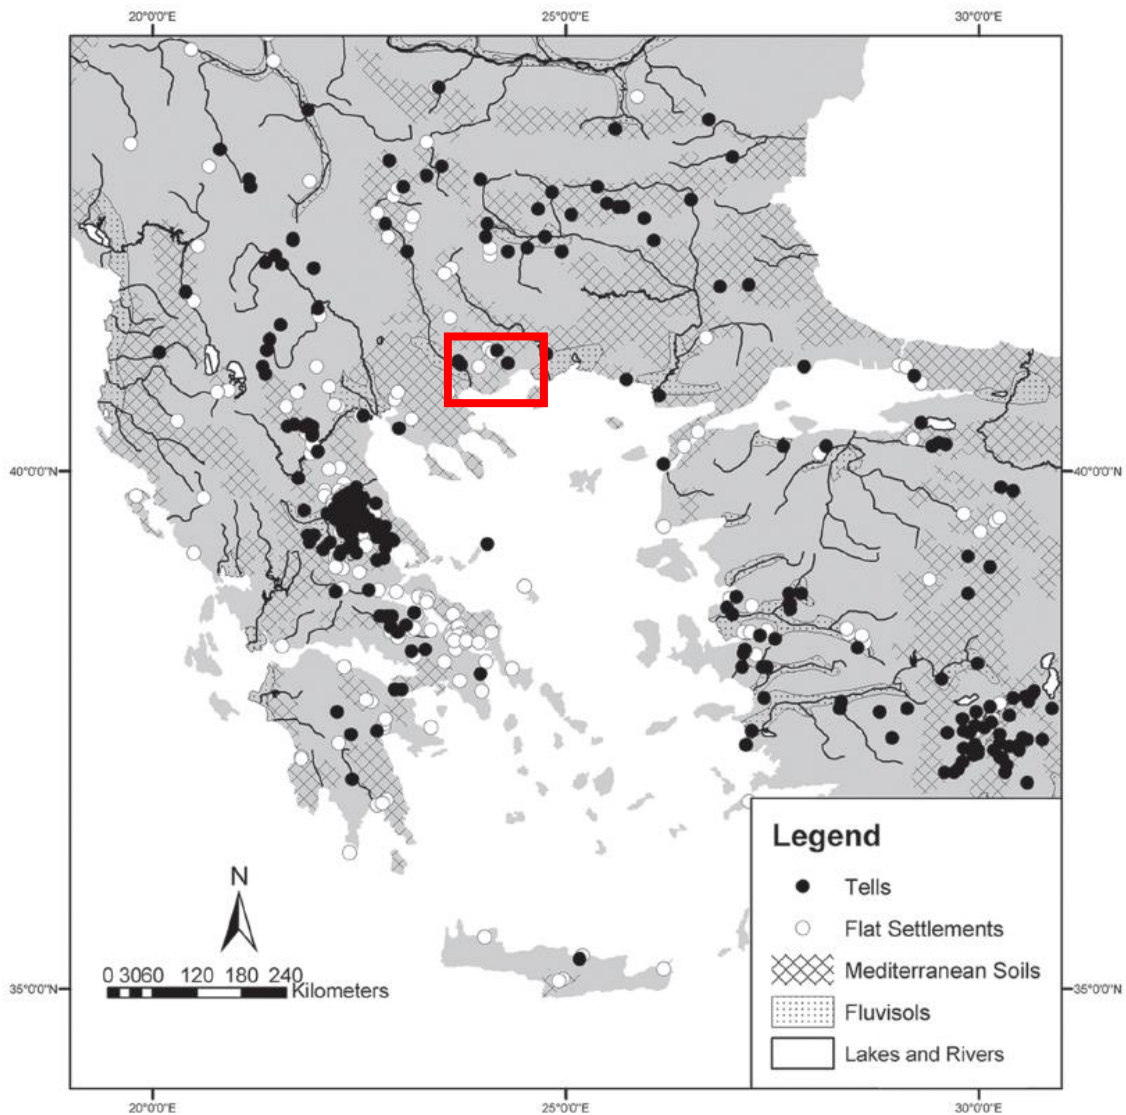 20°0'0"E 25°0'0"E 30°0'0"E
40°0'0"N 40°0'0"N
35°0'0"N 35°0'0"N
N
0 3060 120 180 240
Kilometers
Legend
Tells
Flat Settlements
Mediterranean Soils
Fluvisols
Lakes and Rivers
20°0'0"E 25°0'0"E 30°0'0"E